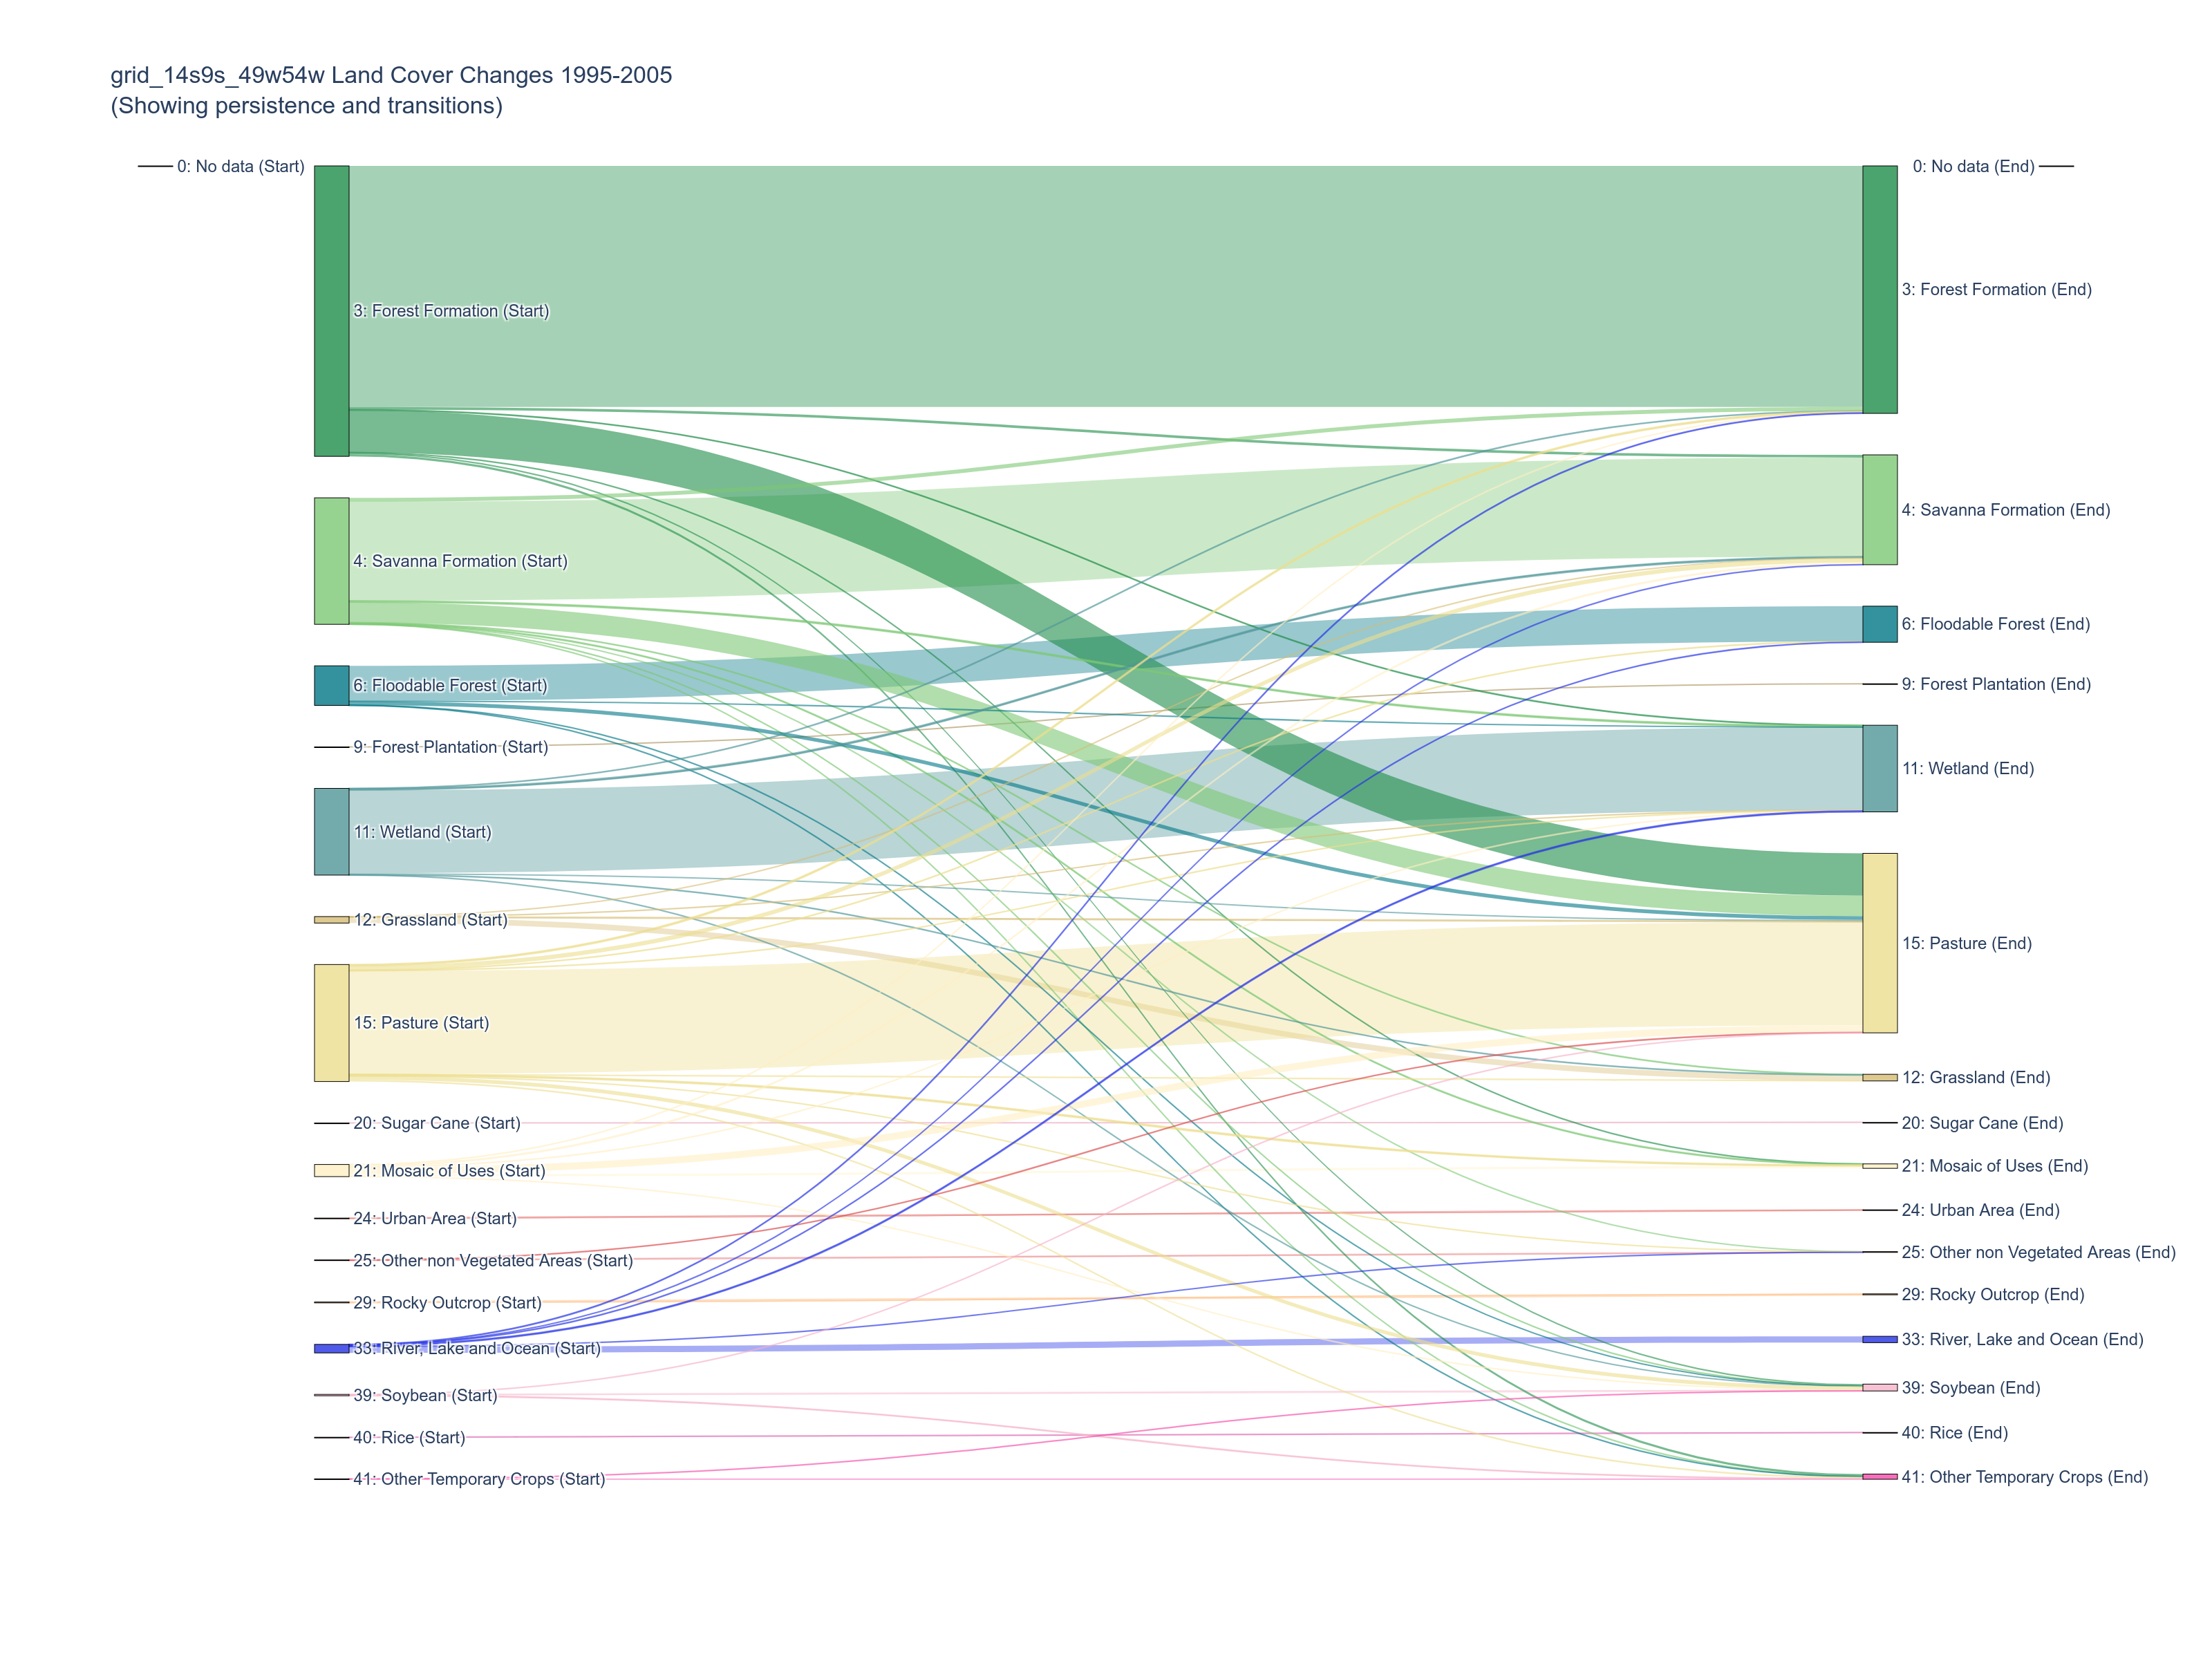 grid_14s9s_49w54w Land Cover Changes 1995-2005
(Showing persistence and transitions)
0: No data (Start)
3: Forest Formation (Start)
4: Savanna Formation (Start)
6: Floodable Forest (Start)
9: Forest Plantation (Start)
11: Wetland (Start)
12: Grassland (Start)
15: Pasture (Start)
20: Sugar Cane (Start)
21: Mosaic of Uses (Start)
24: Urban Area (Start)
25: Other non Vegetated Areas (Start)
29: Rocky Outcrop (Start)
33: River, Lake and Ocean (Start)
39: Soybean (Start)
40: Rice (Start)
41: Other Temporary Crops (Start)
0: No data (End)
3: Forest Formation (End)
4: Savanna Formation (End)
6: Floodable Forest (End)
9: Forest Plantation (End)
11: Wetland (End)
15: Pasture (End)
12: Grassland (End)
20: Sugar Cane (End)
21: Mosaic of Uses (End)
24: Urban Area (End)
25: Other non Vegetated Areas (End)
29: Rocky Outcrop (End)
33: River, Lake and Ocean (End)
39: Soybean (End)
40: Rice (End)
41: Other Temporary Crops (End)